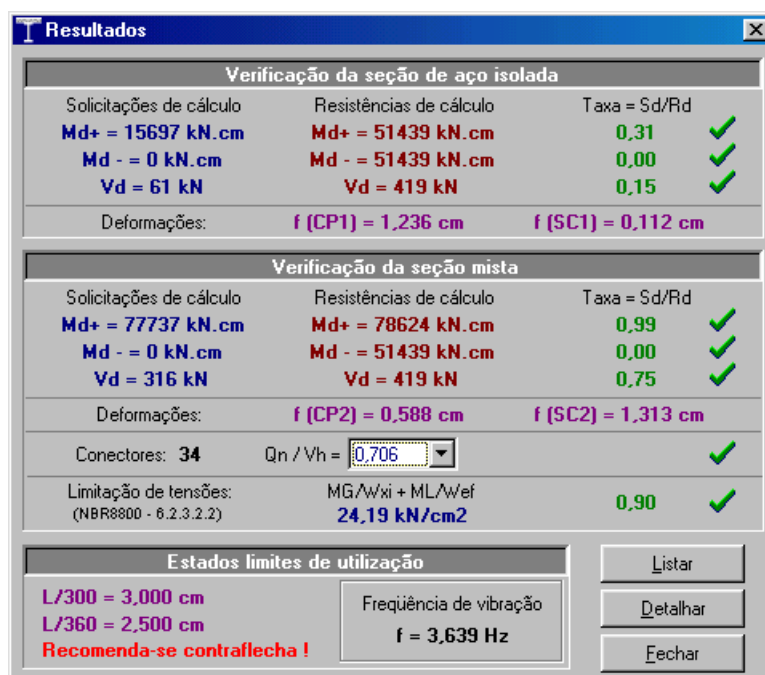 Resultados
Verificação da seção de aço isolada
Solicitações de cálculo Resistências de cálculo Taxa = Sd/Rd
Md+ = 15697 kN.cm Md+ = 51439 kN.cm 0,31
Md - = 0 kN.cm Md - = 51439 kN.cm 0,00
Vd = 61 kN Vd = 419 kN 0,15
Deformações: f (CP1) = 1,236 cm f (SC1) = 0,112 cm
Verificação da seção mista
Solicitações de cálculo Resistências de cálculo Taxa = Sd/Rd
Md+ = 77737 kN.cm Md+ = 78624 kN.cm 0,99
Md - = 0 kN.cm Md - = 51439 kN.cm 0,00
Vd = 316 kN Vd = 419 kN 0,75
Deformações: f (CP2) = 0,588 cm f (SC2) = 1,313 cm
Conectores: 34 Qn / Vh = 0,706
Limitação de tensões: MG/Wxi + ML/Wef 0,90
(NBR8800 - 6.2.3.2.2) 24,19 kN/cm2
Estados limites de utilização
L/300 = 3,000 cm
L/360 = 2,500 cm
Recomenda-se contraflecha !
Freqüência de vibração
f = 3,639 Hz
Listar
Detalhar
Fechar